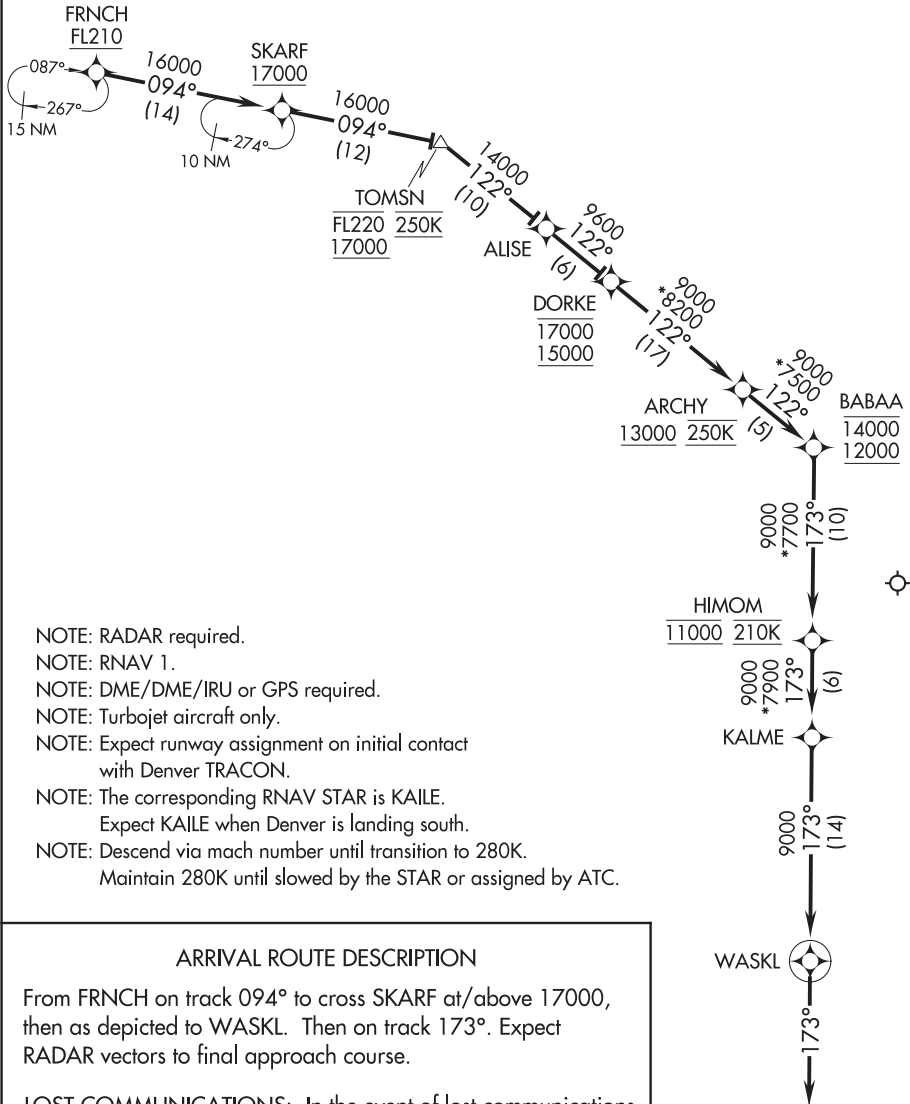 FRNCH
FL210
087°
267°
15 NM
16000
094°
(14)
SKARF
17000
274°
10 NM
16000
094°
(12)
TOMSN
FL220 250K
17000
14000
122°
(10)
ALISE
9600
122°
(6)
DORKE
17000
15000
9000
*8200
122°
(17)
ARCHY
13000 250K
9000
*7500
122°
(5)
BABAA
14000
12000
9000
*7700
173°
(10)
HIMOM
11000 210K
9000
*7900
173°
(6)
KALME
9000
173°
(14)
WASKL
173°
NOTE: RADAR required.
NOTE: RNAV 1.
NOTE: DME/DME/IRU or GPS required.
NOTE: Turbojet aircraft only.
NOTE: Expect runway assignment on initial contact
with Denver TRACON.
NOTE: The corresponding RNAV STAR is KAILE.
Expect KAILE when Denver is landing south.
NOTE: Descend via mach number until transition to 280K.
Maintain 280K until slowed by the STAR or assigned by ATC.
ARRIVAL ROUTE DESCRIPTION
From FRNCH on track 094° to cross SKARF at/above 17000,
then as depicted to WASKL. Then on track 173°. Expect
RADAR vectors to final approach course.
LOST COMMUNICATIONS: In the event of lost communications